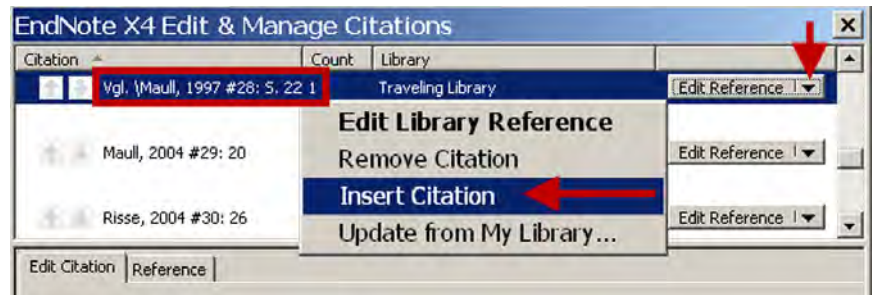 EndNote X4 Edit & Manage Citations
Citation Count Library
Vgl. \Maull, 1997 #28: S. 22 1 Traveling Library Edit Reference
Edit Library Reference
Maull, 2004 #29: 20 Remove Citation Edit Reference
Insert Citation
Risse, 2004 #30: 26 Update from My Library... Edit Reference
Edit Citation Reference